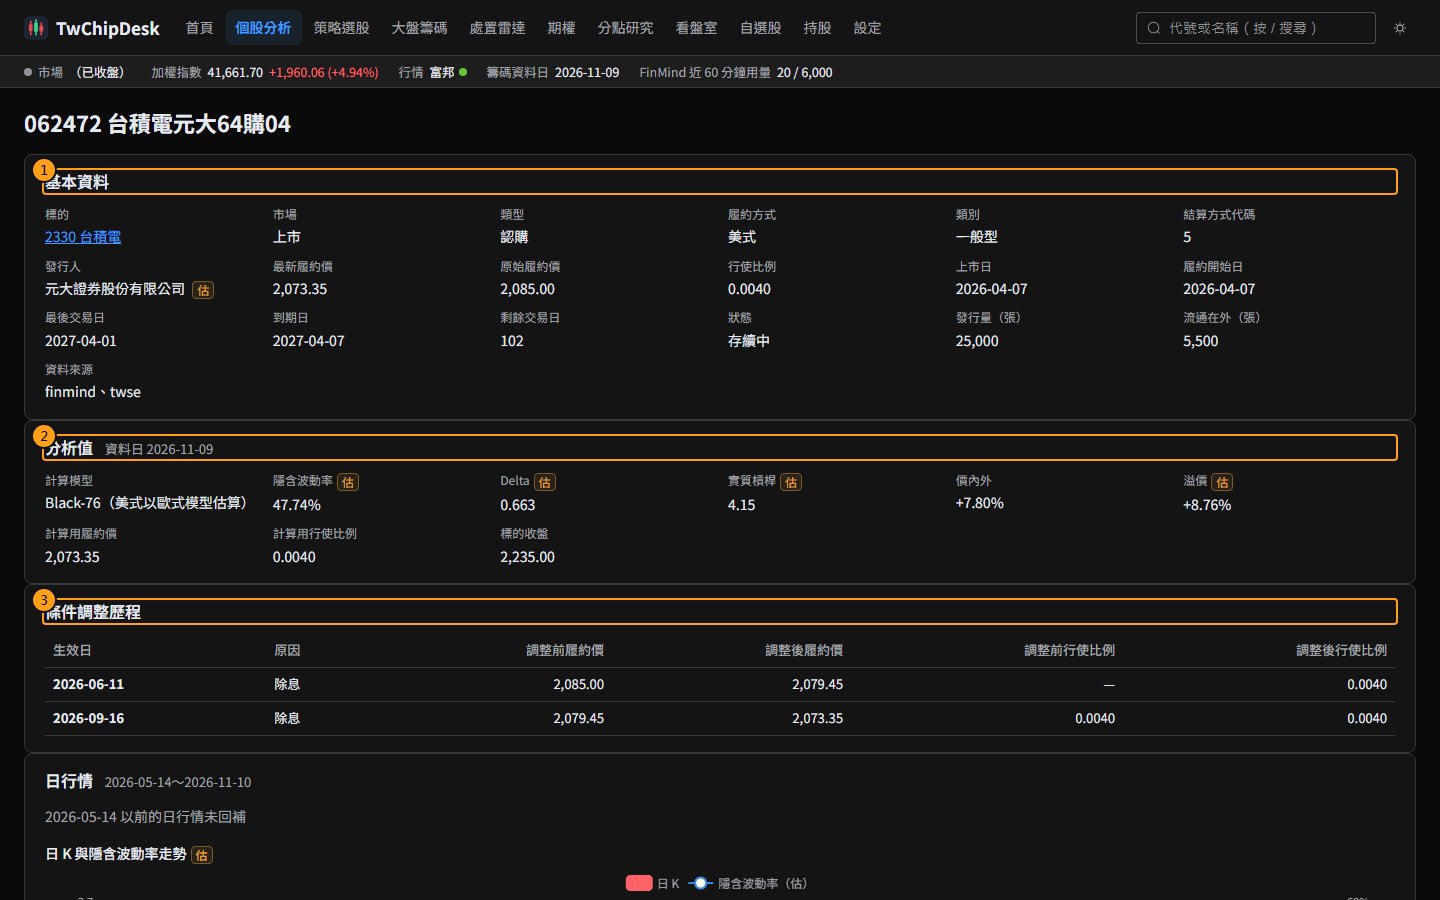 TwChipDesk 首頁 個股分析 策略選股 大盤籌碼 處置雷達 期權 分點研究 看盤室 自選股 持股 設定 代號或名稱（按 / 搜尋）
市場 （已收盤） 加權指數 41,661.70 +1,960.06 (+4.94%) 行情 富邦 籌碼資料日 2026-11-09 FinMind 近 60 分鐘用量 20 / 6,000
062472 台積電元大64購04
1
基本資料
標的 市場 類型 履約方式 類別 結算方式代碼
2330 台積電 上市 認購 美式 一般型 5
發行人 最新履約價 原始履約價 行使比例 上市日 履約開始日
元大證券股份有限公司 估 2,073.35 2,085.00 0.0040 2026-04-07 2026-04-07
最後交易日 到期日 剩餘交易日 狀態 發行量（張） 流通在外（張）
2027-04-01 2027-04-07 102 存續中 25,000 5,500
資料來源
finmind、twse
2
分析值 資料日 2026-11-09
計算模型 隱含波動率 估 Delta 估 實質槓桿 估 價內外 溢價 估
Black-76（美式以歐式模型估算） 47.74% 0.663 4.15 +7.80% +8.76%
計算用履約價 計算用行使比例 標的收盤
2,073.35 0.0040 2,235.00
3
條件調整歷程
生效日 原因 調整前履約價 調整後履約價 調整前行使比例 調整後行使比例
2026-06-11 除息 2,085.00 2,079.45 — 0.0040
2026-09-16 除息 2,079.45 2,073.35 0.0040 0.0040
日行情 2026-05-14～2026-11-10
2026-05-14 以前的日行情未回補
日 K 與隱含波動率走勢 估
日 K 隱含波動率（估）